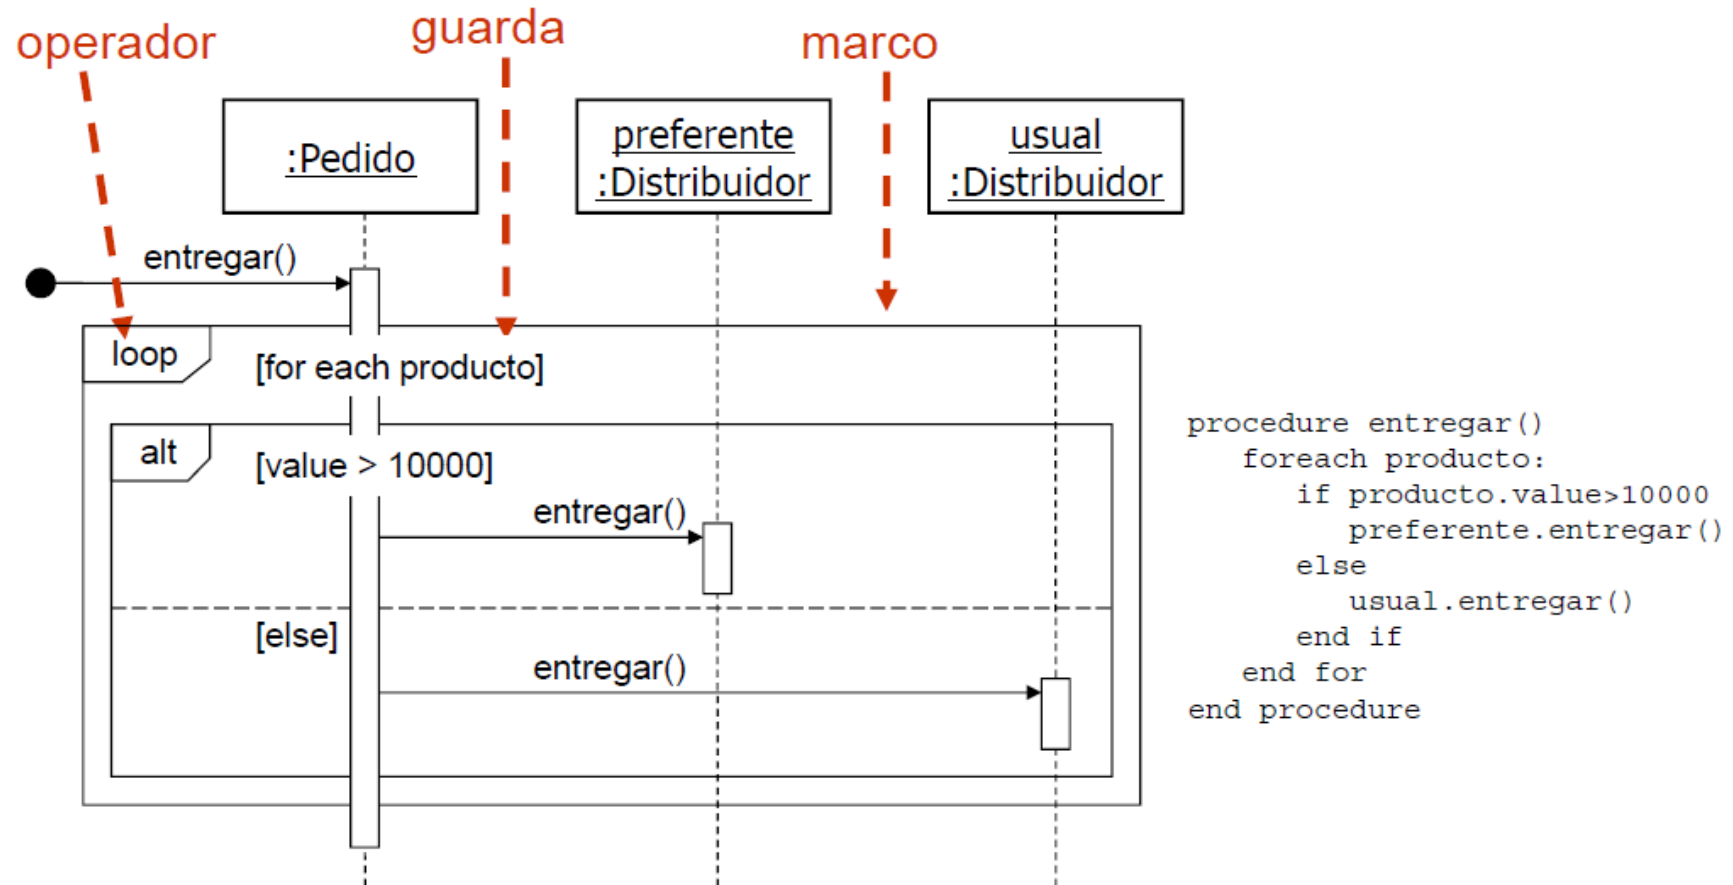 operador
guarda
marco
:Pedido
preferente
:Distribuidor
usual
:Distribuidor
entregar()
loop
[for each producto]
alt
[value > 10000]
entregar()
[else]
entregar()
procedure entregar()
foreach producto:
if producto.value>10000
preferente.entregar()
else
usual.entregar()
end if
end for
end procedure